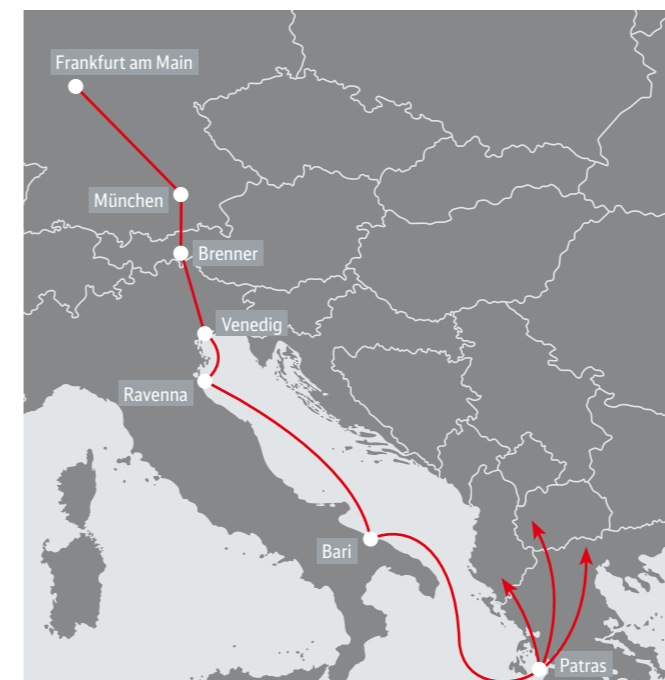 Frankfurt am Main
München
Brenner
Venedig
Ravenna
Bari
Patras